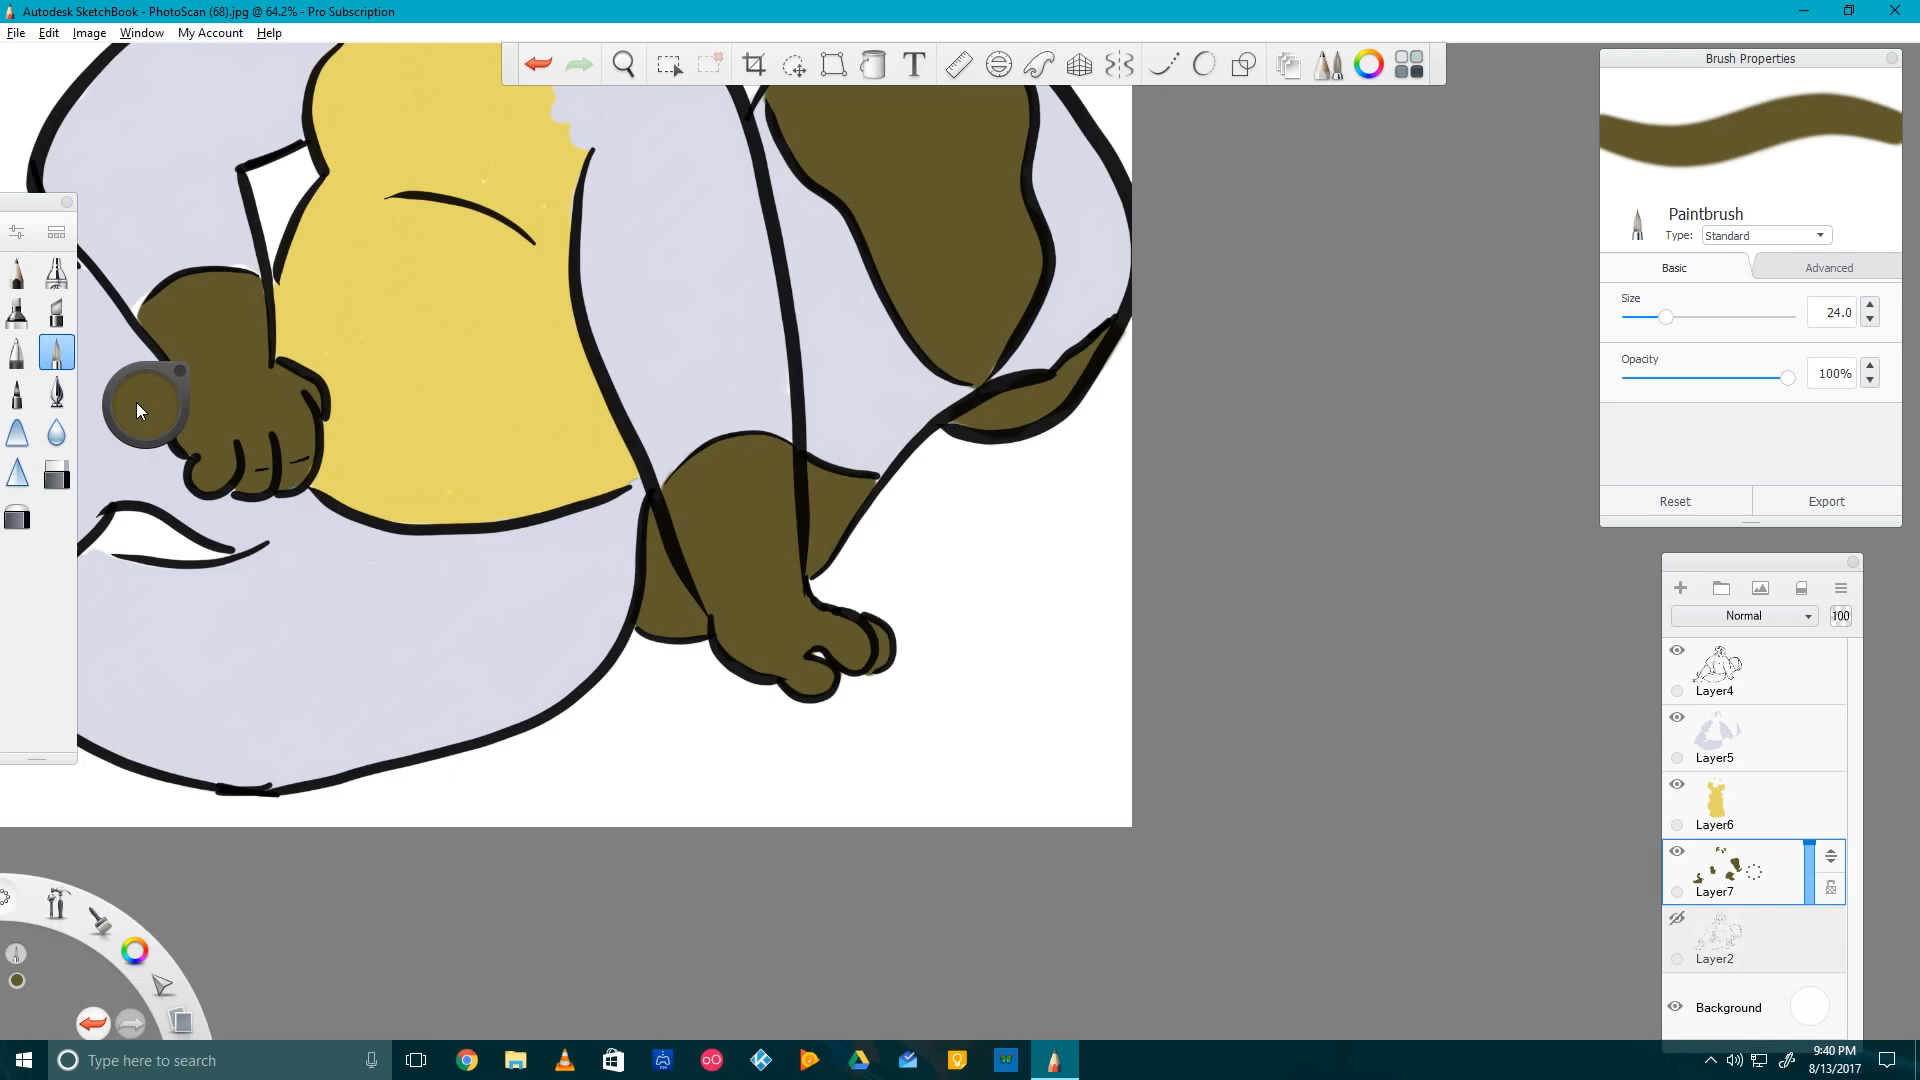 Autodesk SketchBook - PhotoScan (68).jpg @ 64.2% - Pro Subscription
File Edit Image Window My Account Help
Brush Properties
Paintbrush
Type: Standard
Basic Advanced
Size
24.0
Opacity
100%
Reset Export
Normal 100
Layer4
Layer5
Layer6
Layer7
Layer2
Background
Type here to search
9:40 PM
8/13/2017